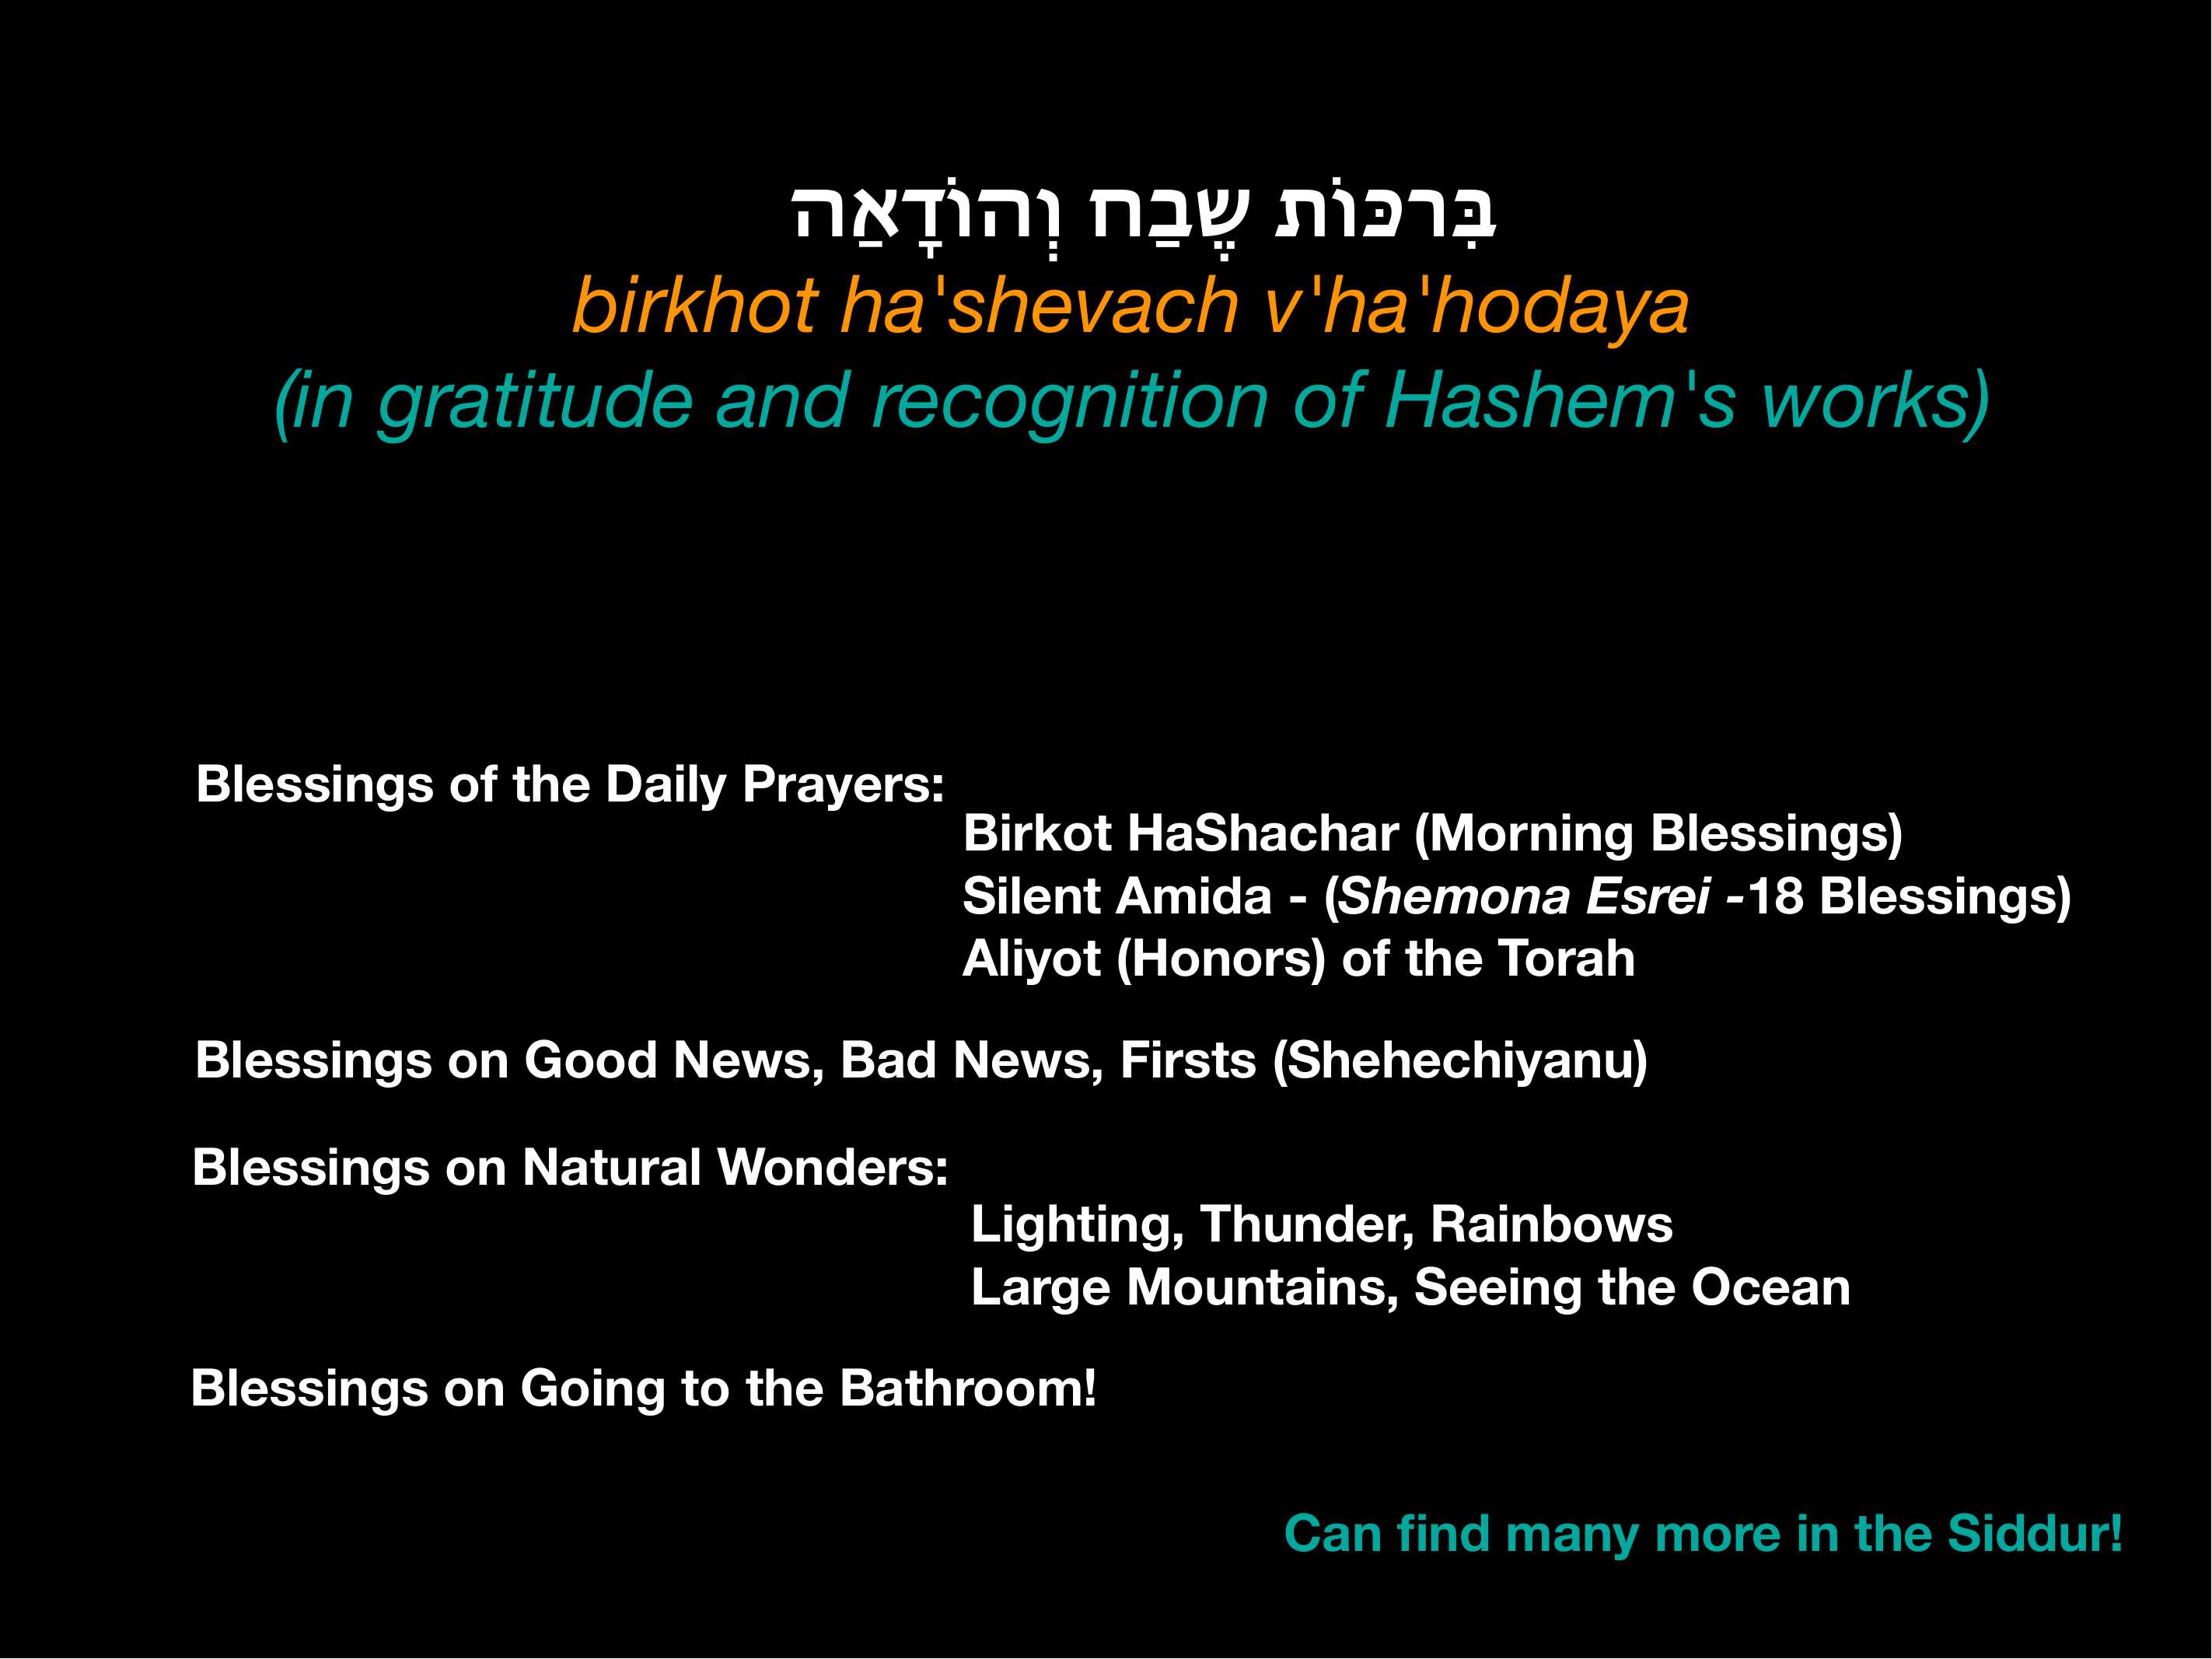 בְּרכּוֹת שֶׁבַח וְהוֹדָאַה
birkhot ha'shevach v'ha'hodaya
(in gratitude and recognition of Hashem's works)
Blessings of the Daily Prayers:
Birkot HaShachar (Morning Blessings)
Silent Amida - (Shemona Esrei -18 Blessings)
Aliyot (Honors) of the Torah
Blessings on Good News, Bad News, Firsts (Shehechiyanu)
Blessings on Natural Wonders:
Lighting, Thunder, Rainbows
Large Mountains, Seeing the Ocean
Blessings on Going to the Bathroom!
Can find many more in the Siddur!